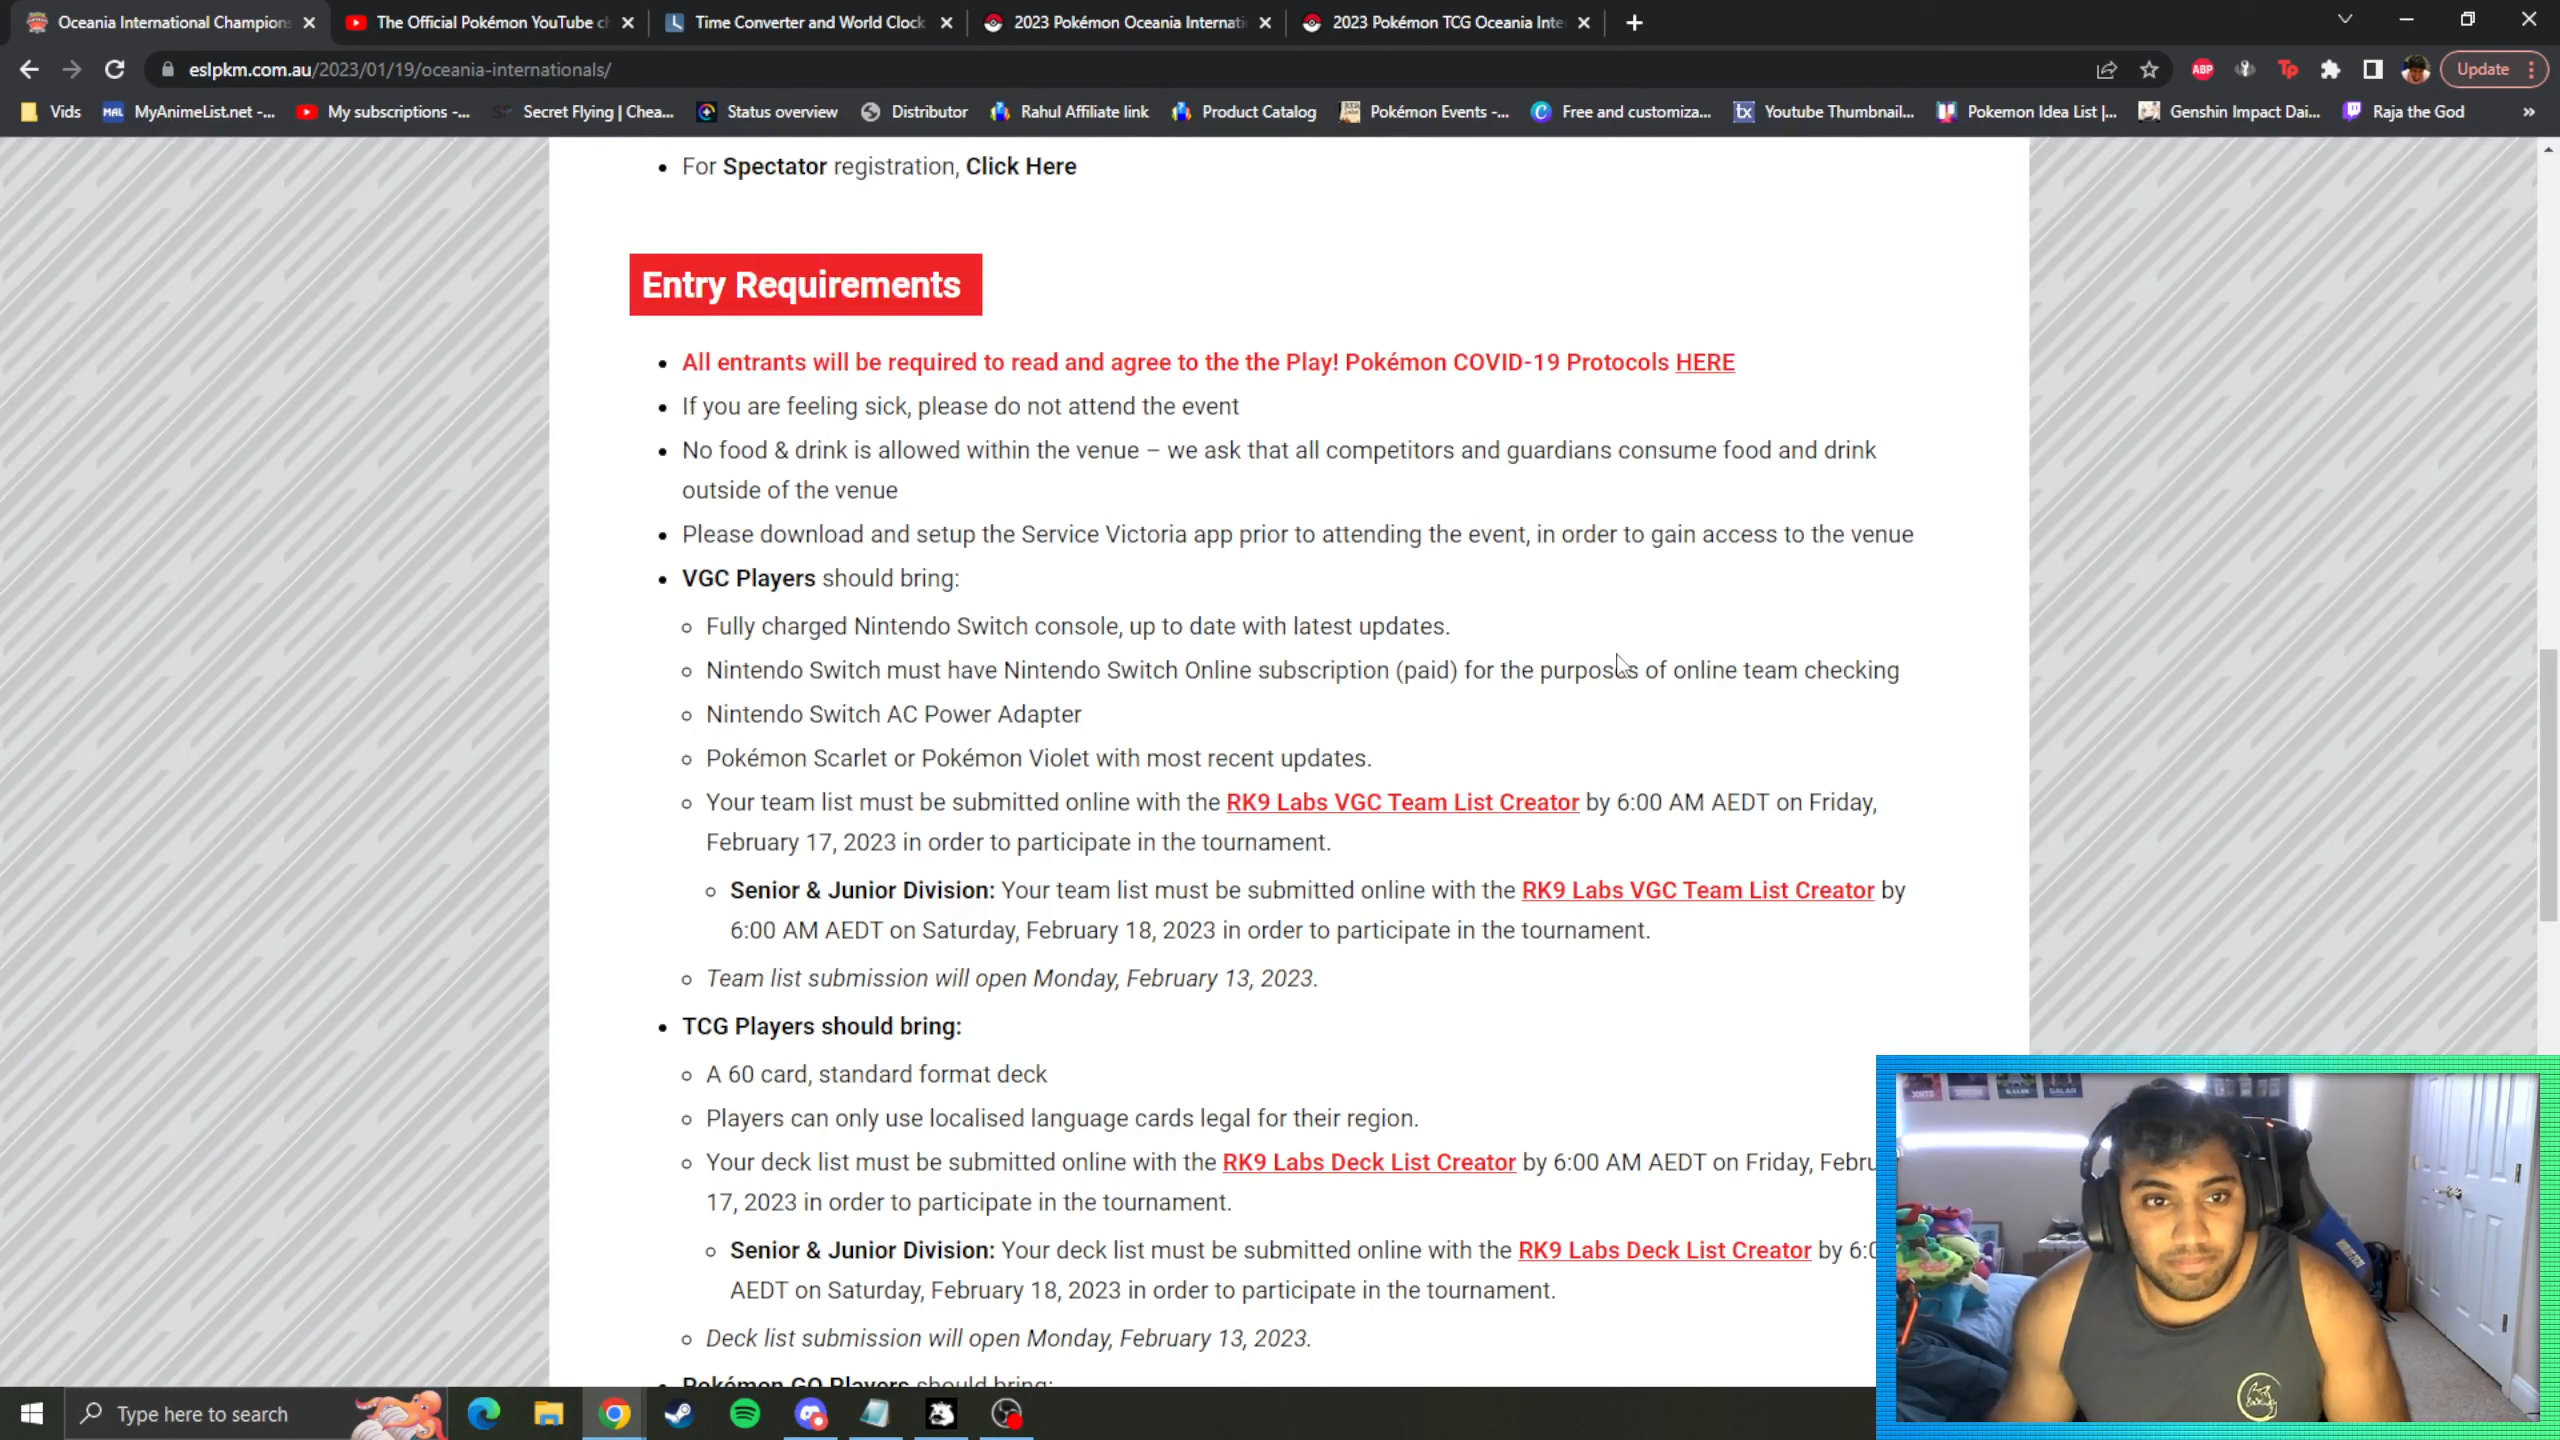 Oceania International Champions
The Official Pokémon YouTube ch
Time Converter and World Clock
2023 Pokémon Oceania Internati
2023 Pokémon TCG Oceania Inte
eslpkm.com.au/2023/01/19/oceania-internationals/
ABP
Tp
Update
Vids
MAL
MyAnimeList.net -...
My subscriptions -...
Secret Flying | Chea...
Status overview
Distributor
Rahul Affiliate link
Product Catalog
Pokémon Events -...
Free and customiza...
tx
Youtube Thumbnail...
Pokemon Idea List |...
Genshin Impact Dai...
Raja the God
»
• For Spectator registration, Click Here
Entry Requirements
• All entrants will be required to read and agree to the the Play! Pokémon COVID-19 Protocols HERE
• If you are feeling sick, please do not attend the event
• No food & drink is allowed within the venue – we ask that all competitors and guardians consume food and drink
outside of the venue
• Please download and setup the Service Victoria app prior to attending the event, in order to gain access to the venue
• VGC Players should bring:
○ Fully charged Nintendo Switch console, up to date with latest updates.
○ Nintendo Switch must have Nintendo Switch Online subscription (paid) for the purposes of online team checking
○ Nintendo Switch AC Power Adapter
○ Pokémon Scarlet or Pokémon Violet with most recent updates.
○ Your team list must be submitted online with the RK9 Labs VGC Team List Creator by 6:00 AM AEDT on Friday,
February 17, 2023 in order to participate in the tournament.
○ Senior & Junior Division: Your team list must be submitted online with the RK9 Labs VGC Team List Creator by
6:00 AM AEDT on Saturday, February 18, 2023 in order to participate in the tournament.
○ Team list submission will open Monday, February 13, 2023.
• TCG Players should bring:
○ A 60 card, standard format deck
○ Players can only use localised language cards legal for their region.
○ Your deck list must be submitted online with the RK9 Labs Deck List Creator by 6:00 AM AEDT on Friday, Febru
17, 2023 in order to participate in the tournament.
○ Senior & Junior Division: Your deck list must be submitted online with the RK9 Labs Deck List Creator by 6:0
AEDT on Saturday, February 18, 2023 in order to participate in the tournament.
○ Deck list submission will open Monday, February 13, 2023.
• Pokémon GO Players should bring:
JOHTO
GALAR
Type here to search